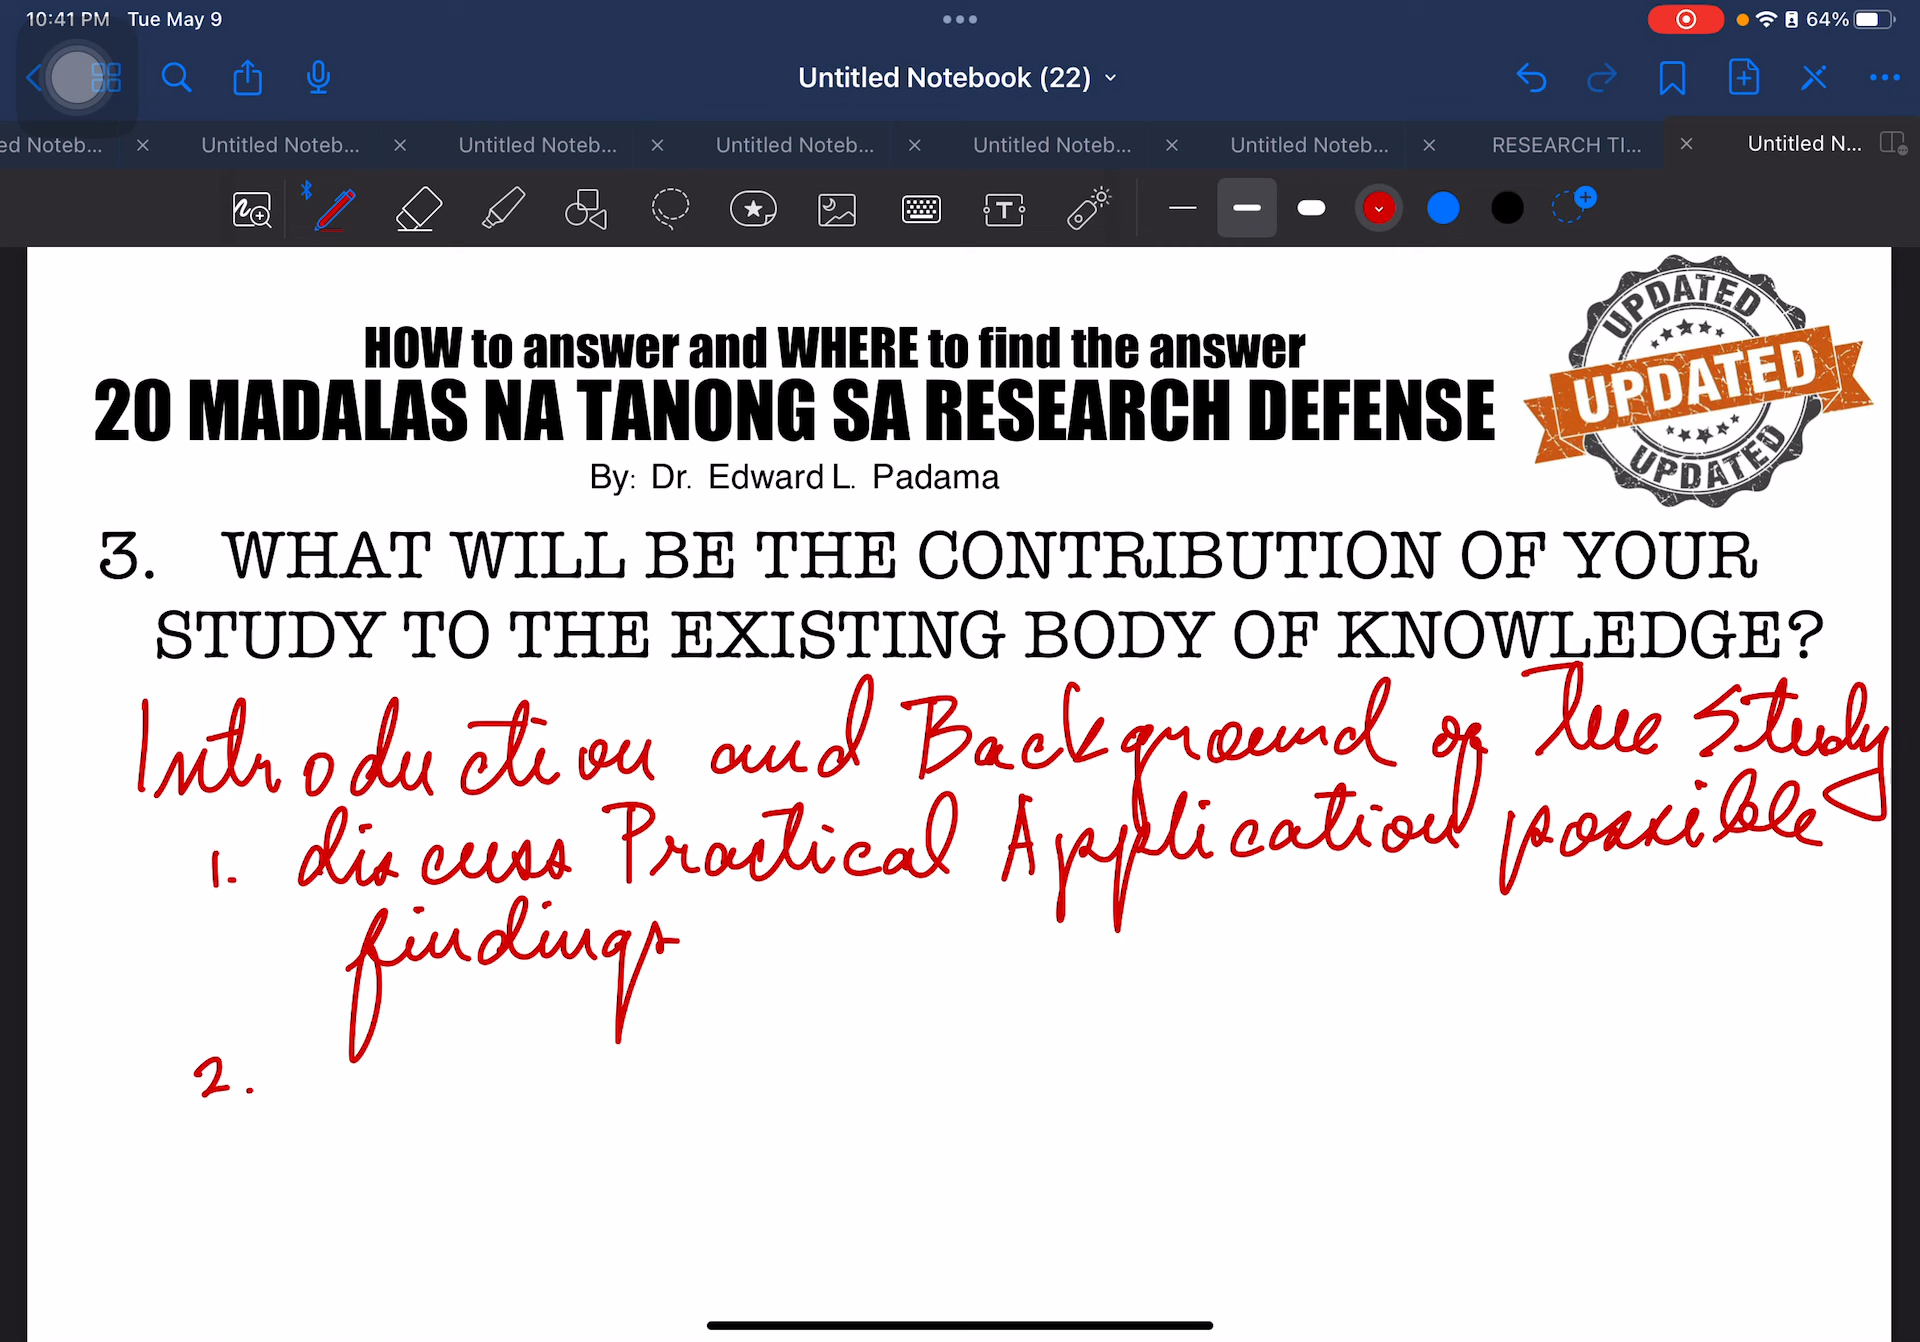 10:41 PM Tue May 9
64%
Untitled Notebook (22)
ed Noteb... Untitled Noteb... Untitled Noteb... Untitled Noteb... Untitled Noteb... Untitled Noteb... RESEARCH TI... Untitled N...
HOW to answer and WHERE to find the answer
20 MADALAS NA TANONG SA RESEARCH DEFENSE
By: Dr. Edward L. Padama
UPDATED
UPDATED
UPDATED
3. WHAT WILL BE THE CONTRIBUTION OF YOUR
STUDY TO THE EXISTING BODY OF KNOWLEDGE?
Introduction and Background of the Study
1. discuss Practical Application possible
findings
2.